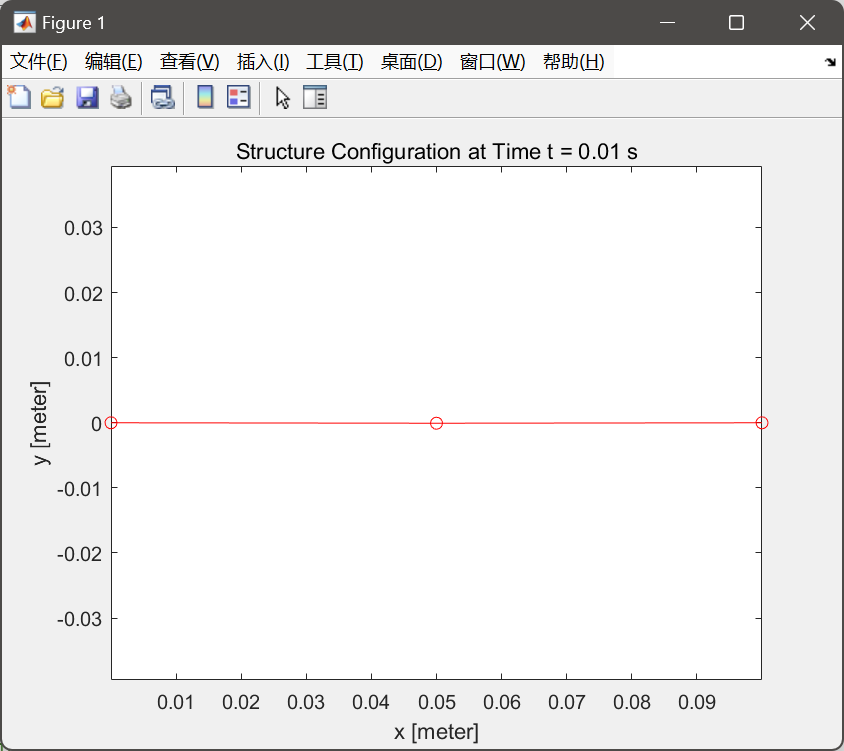 Figure 1
文件(F) 编辑(E) 查看(V) 插入(I) 工具(T) 桌面(D) 窗口(W) 帮助(H)
Structure Configuration at Time t = 0.01 s
0.03
0.02
0.01
0
-0.01
-0.02
-0.03
y [meter]
0.01 0.02 0.03 0.04 0.05 0.06 0.07 0.08 0.09
x [meter]